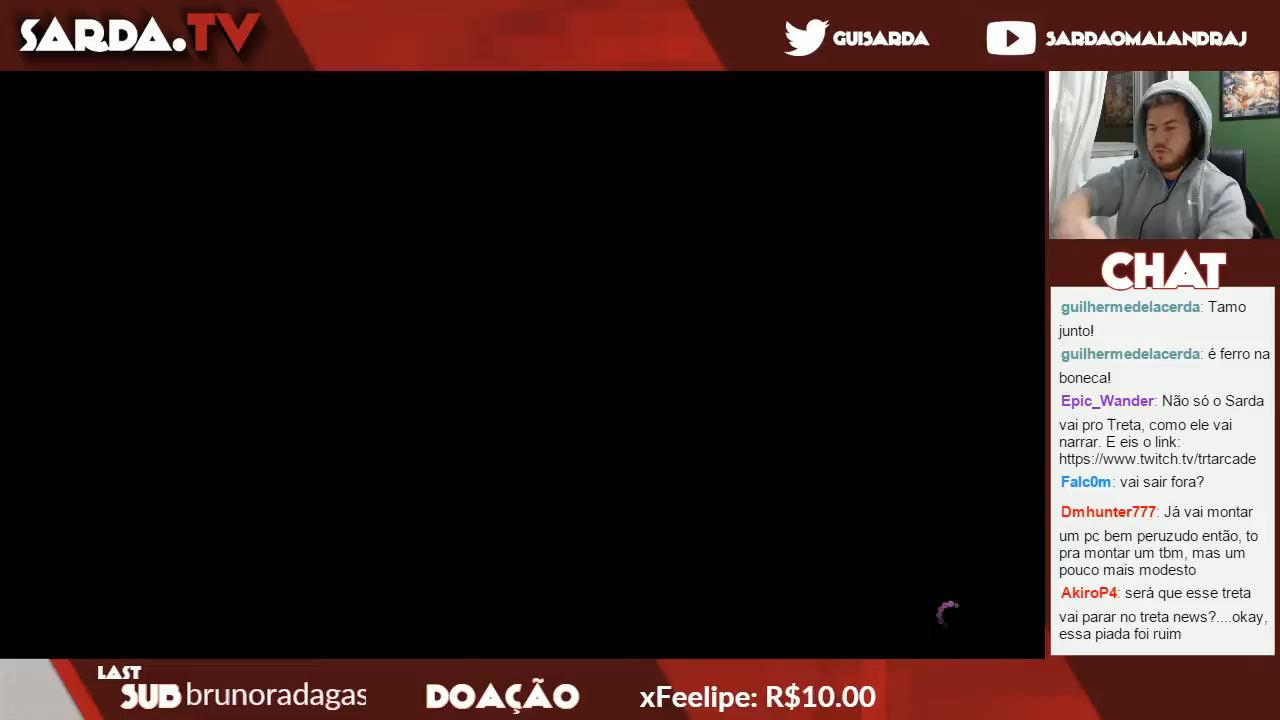 SARDA.TV
GUISARDA
SARDAOMALANDRAJ
CHAT
guilhermedelacerda: Tamo
junto!
guilhermedelacerda: é ferro na
boneca!
Epic_Wander: Não só o Sarda
vai pro Treta, como ele vai
narrar. E eis o link:
https://www.twitch.tv/trtarcade
Falc0m: vai sair fora?
Dmhunter777: Já vai montar
um pc bem peruzudo então, to
pra montar um tbm, mas um
pouco mais modesto
AkiroP4: será que esse treta
vai parar no treta news?....okay,
essa piada foi ruim
LAST
SUB brunoradagas
DOAÇÃO
xFeelipe: R$10.00